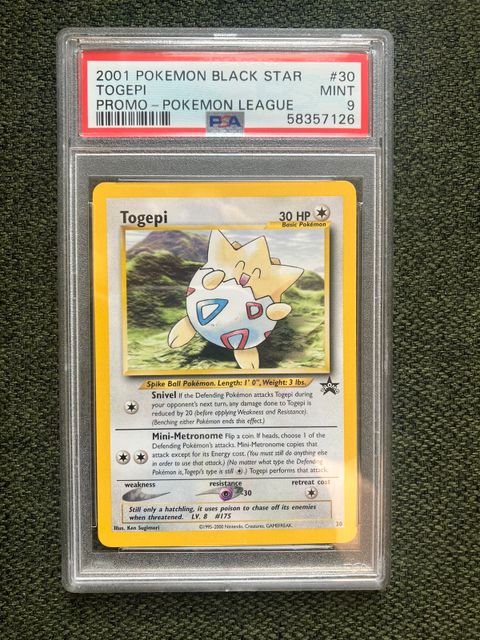 2001 POKEMON BLACK STAR #30
TOGEPI MINT
PROMO - POKEMON LEAGUE 9
PSA 58357126
Togepi 30 HP
Basic Pokémon
Spike Ball Pokémon. Length: 1' 0", Weight: 3 lbs.
PROMO
Snivel If the Defending Pokémon attacks Togepi during
your opponent's next turn, any damage done to Togepi is
reduced by 20 (before applying Weakness and Resistance).
(Benching either Pokémon ends this effect.)
Mini-Metronome Flip a coin. If heads, choose 1 of the
Defending Pokémon's attacks. Mini-Metronome copies that
attack except for its Energy cost. (You must still do anything else
in order to use that attack.) (No matter what type the Defending
Pokémon is, Togepi's type is still .) Togepi performs that attack.
weakness resistance retreat cost
-30
Still only a hatchling, it uses poison to chase off its enemies
when threatened. LV. 8 #175
Illus. Ken Sugimori ©1995-2000 Nintendo, Creatures, GAMEFREAK. 30